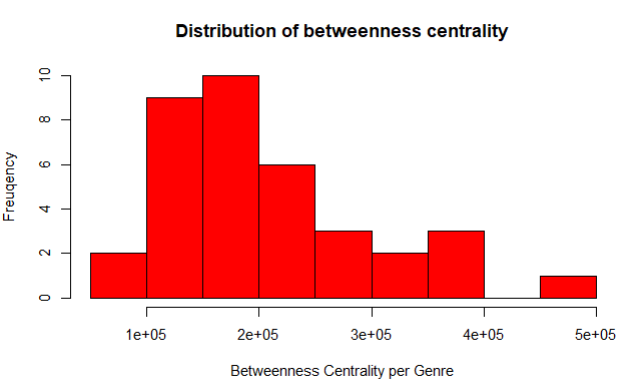 Distribution of betweenness centrality
Freuqency
10
8
6
4
2
0
1e+05 2e+05 3e+05 4e+05 5e+05
Betweenness Centrality per Genre